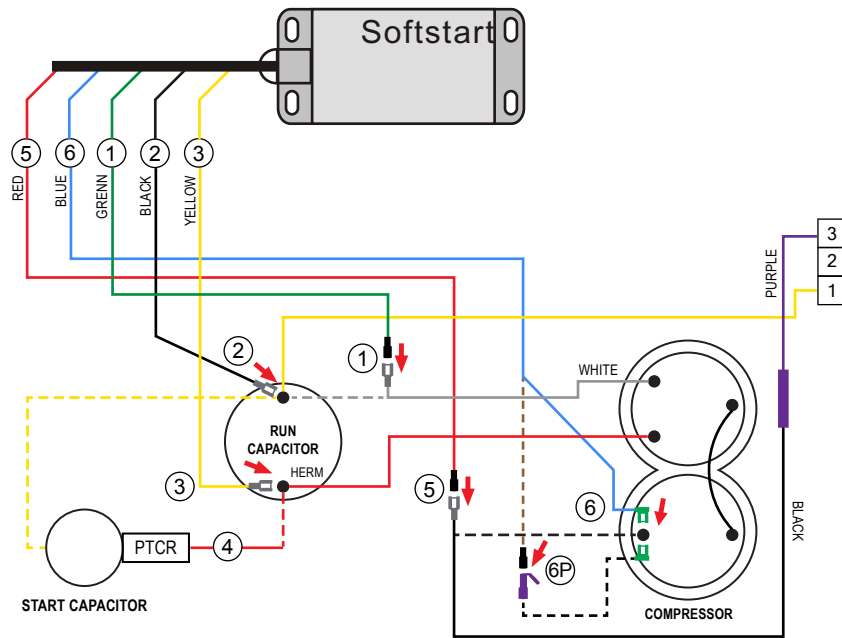 Softstart
5
6
1
2
3
RED
BLUE
GRENN
BLACK
YELLOW
3
2
1
PURPLE
2
1
WHITE
RUN
CAPACITOR
HERM
3
5
6
BLACK
PTCR
4
6P
START CAPACITOR
COMPRESSOR